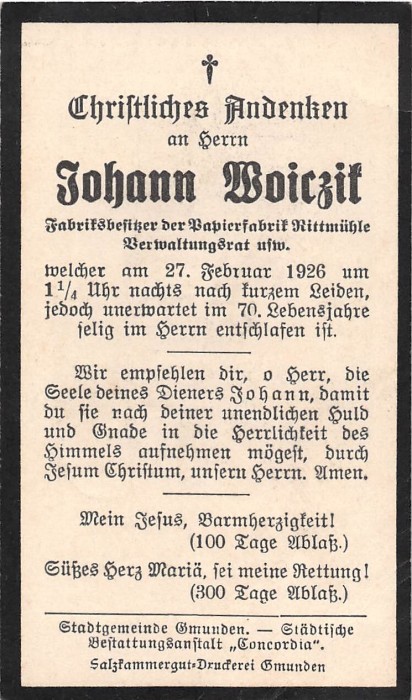 Christliches Andenken
an Herrn
Johann Woiczik
Fabriksbesitzer der Papierfabrik Rittmühle
Verwaltungsrat usw.
welcher am 27. Februar 1926 um
1 1/4 Uhr nachts nach kurzem Leiden,
jedoch unerwartet im 70. Lebensjahre
selig im Herrn entschlafen ist.
Wir empfehlen dir, o Herr, die
Seele deines Dieners Johann, damit
du sie nach deiner unendlichen Huld
und Gnade in die Herrlichkeit des
Himmels aufnehmen mögest, durch
Jesum Christum, unsern Herrn. Amen.
Mein Jesus, Barmherzigkeit!
(100 Tage Ablaß.)
Süßes Herz Mariä, sei meine Rettung!
(300 Tage Ablaß.)
Stadtgemeinde Gmunden. — Städtische
Bestattungsanstalt „Concordia“.
Salzkammergut-Druckerei Gmunden